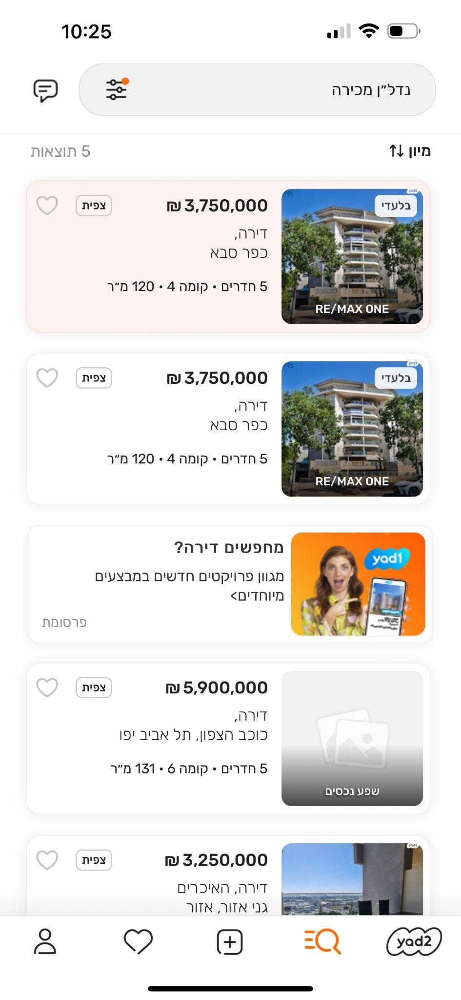 10:25
נדל״ן מכירה
מיון
5 תוצאות
yad2
בלעדי
RE/MAX ONE
3,750,000 ₪
צפית
דירה,
כפר סבא
5 חדרים • קומה 4 • 120 מ״ר
yad2
בלעדי
RE/MAX ONE
3,750,000 ₪
צפית
דירה,
כפר סבא
5 חדרים • קומה 4 • 120 מ״ר
yad1
מחפשים דירה?
מגוון פרויקטים חדשים במבצעים
מיוחדים>
פרסומת
שפע נכסים
5,900,000 ₪
צפית
דירה,
כוכב הצפון, תל אביב יפו
5 חדרים • קומה 6 • 131 מ״ר
yad2
3,250,000 ₪
צפית
דירה, האיכרים
גני אזור, אזור
yad2